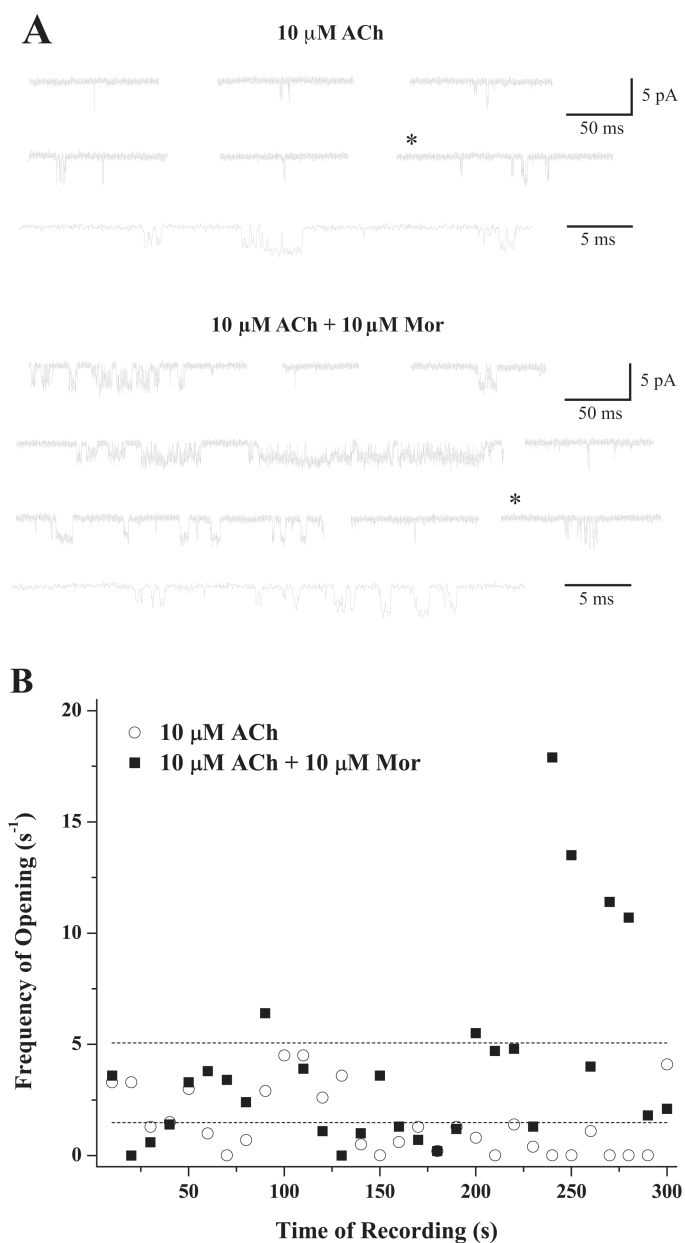 A
10 μM ACh
5 pA
50 ms
*
5 ms
10 μM ACh + 10 μM Mor
5 pA
50 ms
*
5 ms
B
20
15
10
5
0
10 μM ACh
10 μM ACh + 10 μM Mor
Frequency of Opening (s-1)
50 100 150 200 250 300
Time of Recording (s)